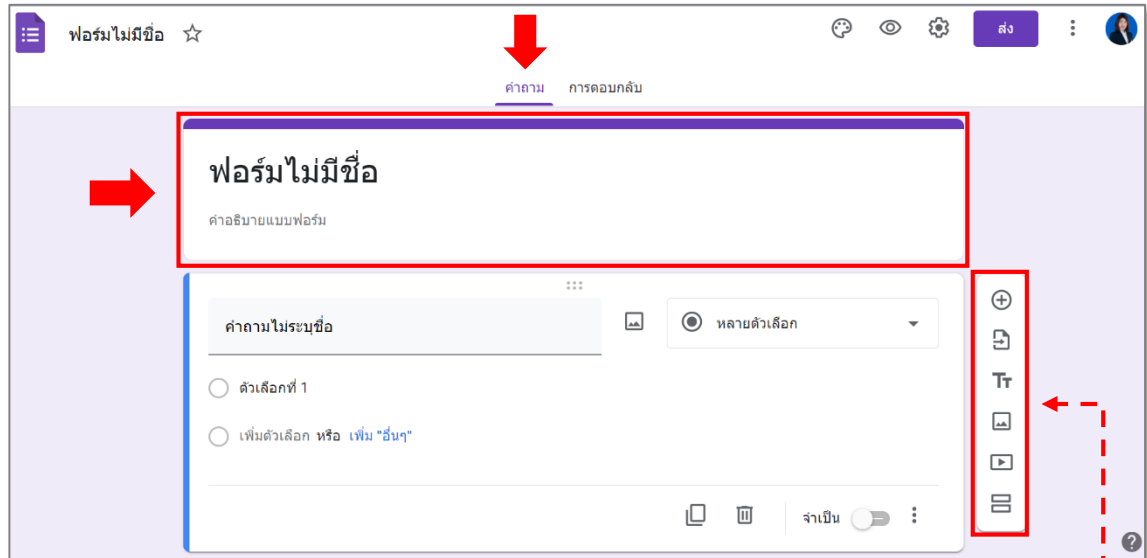 ฟอร์มไม่มีชื่อ
ส่ง
คำถาม การตอบกลับ
ฟอร์มไม่มีชื่อ
คำอธิบายแบบฟอร์ม
คำถามไม่ระบุชื่อ
หลายตัวเลือก
ตัวเลือกที่ 1
เพิ่มตัวเลือก หรือ เพิ่ม "อื่นๆ"
จำเป็น